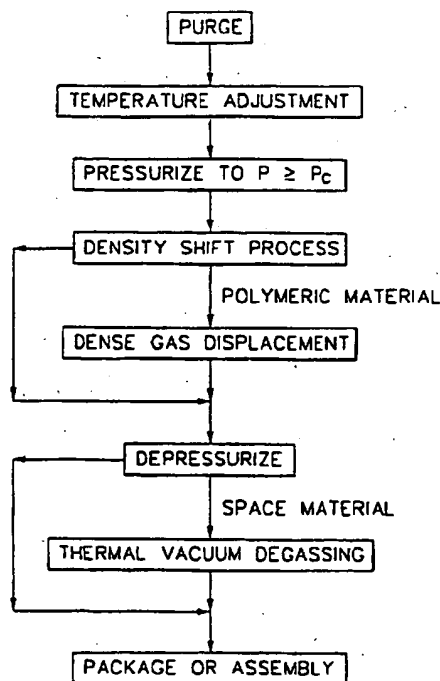 PURGE
TEMPERATURE ADJUSTMENT
PRESSURIZE TO P ≥ Pc
DENSITY SHIFT PROCESS
POLYMERIC MATERIAL
DENSE GAS DISPLACEMENT
DEPRESSURIZE
SPACE MATERIAL
THERMAL VACUUM DEGASSING
PACKAGE OR ASSEMBLY